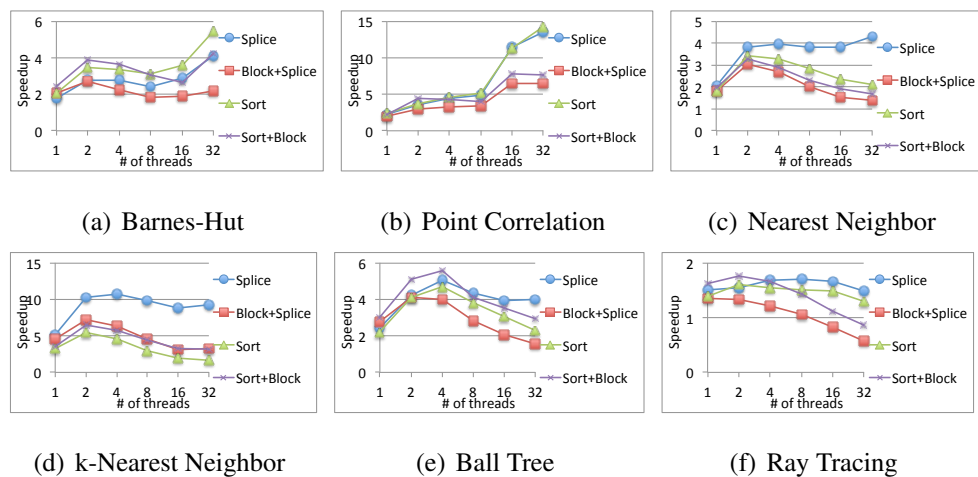 6
4
2
0
Speedup
1 2 4 8 16 32
# of threads
Splice
Block+Splice
Sort
Sort+Block
(a) Barnes-Hut
15
10
5
0
Speedup
1 2 4 8 16 32
# of threads
Splice
Block+Splice
Sort
Sort+Block
(b) Point Correlation
5
4
3
2
1
0
Speedup
1 2 4 8 16 32
# of threads
Splice
Block+Splice
Sort
Sort+Block
(c) Nearest Neighbor
15
10
5
0
Speedup
1 2 4 8 16 32
# of threads
Splice
Block+Splice
Sort
Sort+Block
(d) k-Nearest Neighbor
6
4
2
0
Speedup
1 2 4 8 16 32
# of threads
Splice
Block+Splice
Sort
Sort+Block
(e) Ball Tree
2
1
0
Speedup
1 2 4 8 16 32
# of threads
Splice
Block+Splice
Sort
Sort+Block
(f) Ray Tracing